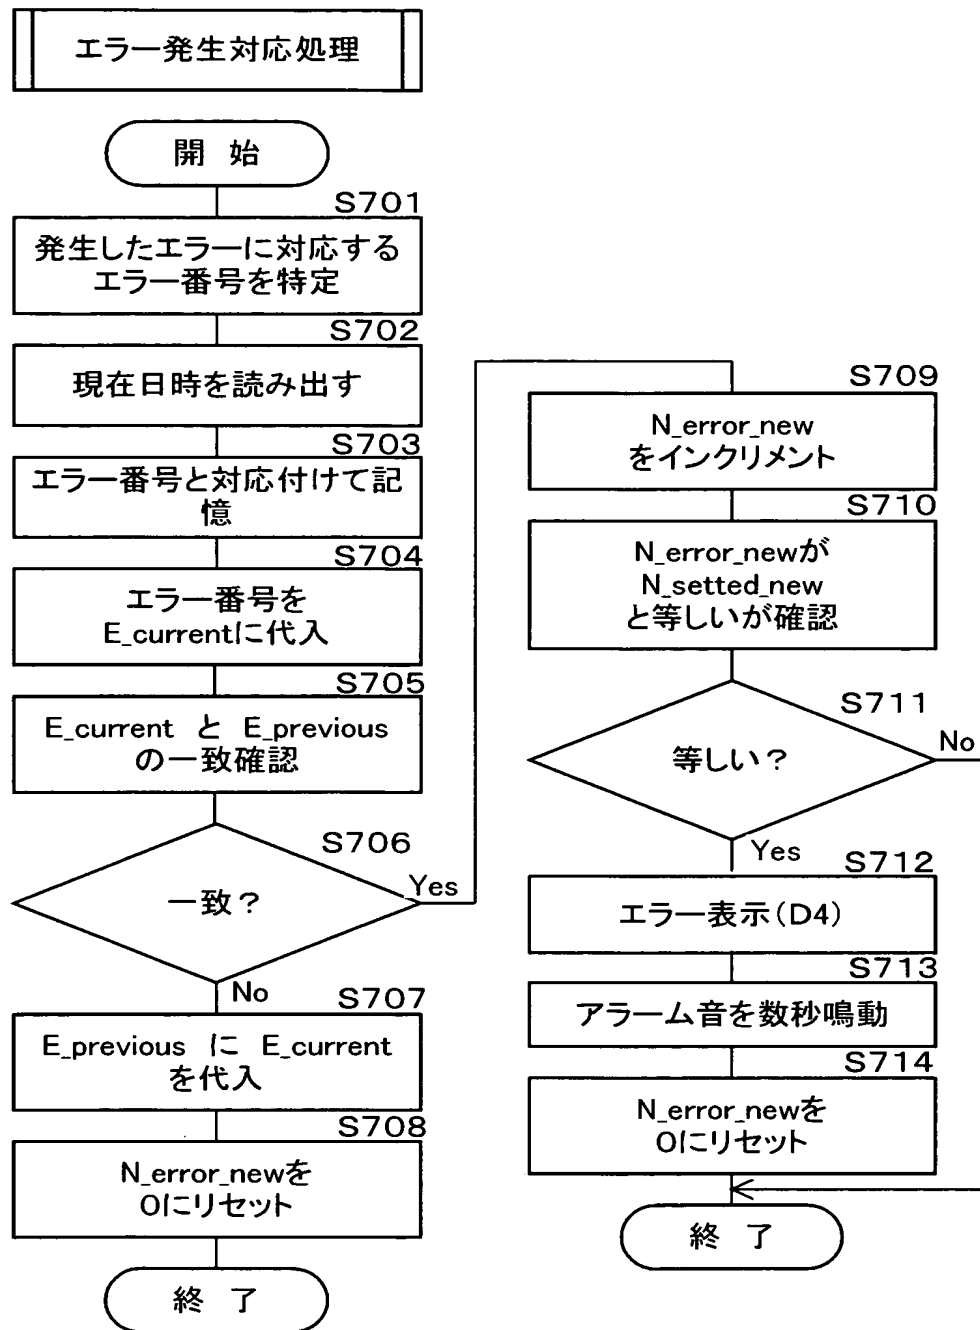 エラー発生対応処理
開 始
S701
発生したエラーに対応する
エラー番号を特定
S702
現在日時を読み出す
S703
エラー番号と対応付けて記
憶
S704
エラー番号を
E_currentに代入
S705
E_current と E_previous
の一致確認
S706
一致？
Yes
No
S707
E_previous に E_current
を代入
S708
N_error_newを
0にリセット
終 了
S709
N_error_new
をインクリメント
S710
N_error_newが
N_setted_new
と等しいが確認
S711
等しい？
No
Yes
S712
エラー表示（D4）
S713
アラーム音を数秒鳴動
S714
N_error_newを
0にリセット
終 了